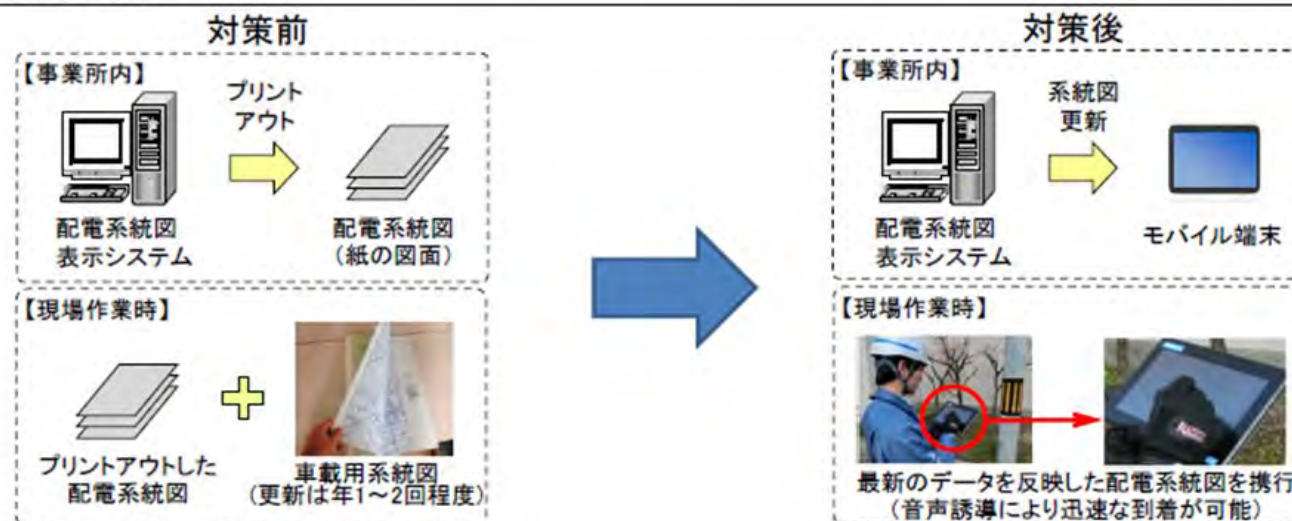 対策前
【事業所内】
プリント
アウト
配電系統図
表示システム
配電系統図
(紙の図面)
【現場作業時】
プリントアウトした
配電系統図
車載用系統図
(更新は年1～2回程度)
対策後
【事業所内】
系統図
更新
配電系統図
表示システム
モバイル端末
【現場作業時】
最新のデータを反映した配電系統図を携行
(音声誘導により迅速な到着が可能)